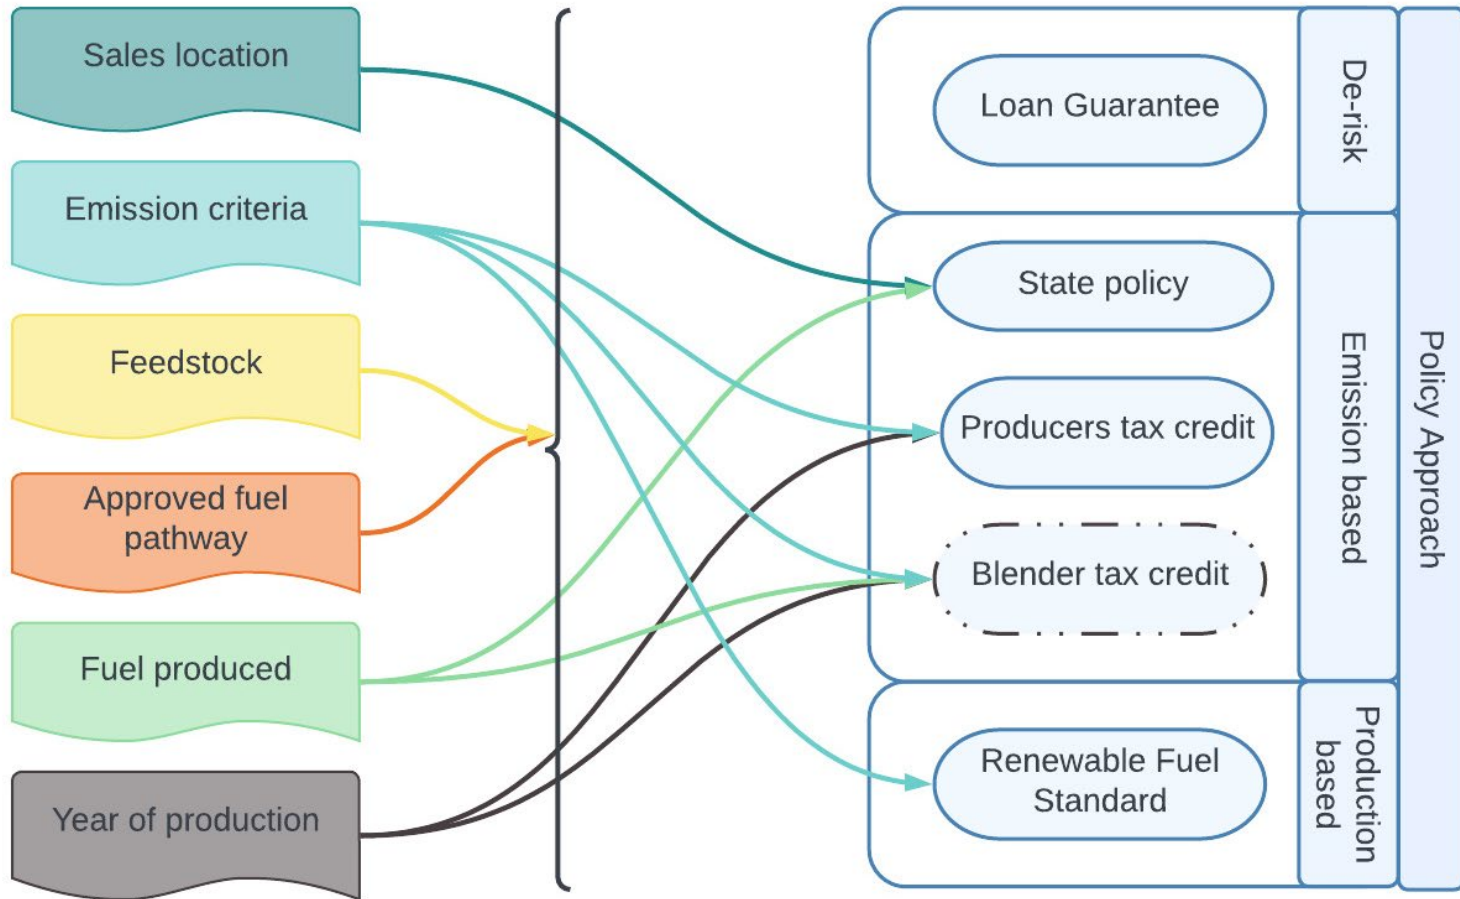 Sales location
Emission criteria
Feedstock
Approved fuel
pathway
Fuel produced
Year of production
Loan Guarantee
State policy
Producers tax credit
Blender tax credit
Renewable Fuel
Standard
De-risk
Emission based
Production
based
Policy Approach